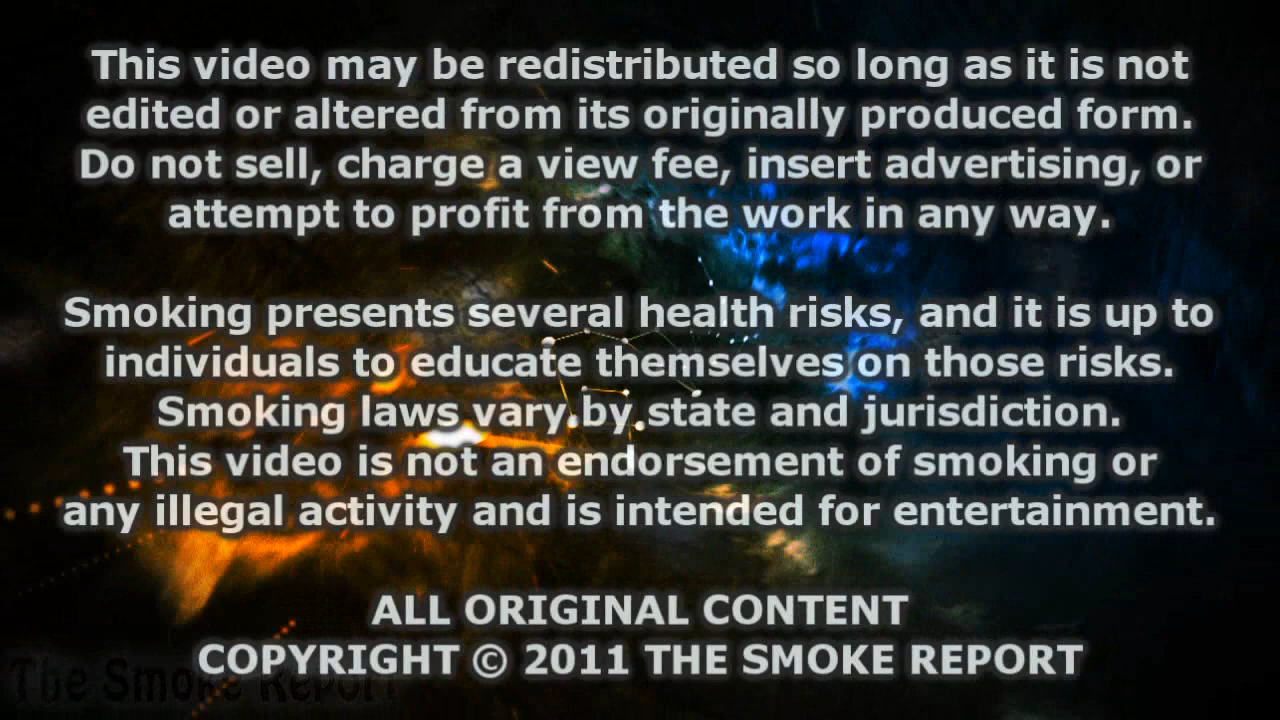 This video may be redistributed so long as it is not
edited or altered from its originally produced form.
Do not sell, charge a view fee, insert advertising, or
attempt to profit from the work in any way.
Smoking presents several health risks, and it is up to
individuals to educate themselves on those risks.
Smoking laws vary by state and jurisdiction.
This video is not an endorsement of smoking or
any illegal activity and is intended for entertainment.
ALL ORIGINAL CONTENT
COPYRIGHT © 2011 THE SMOKE REPORT
The Smoke Report